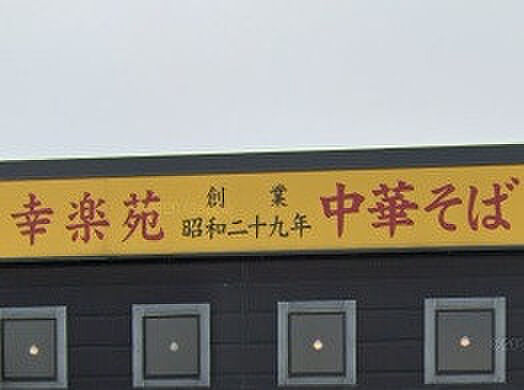 幸楽苑
創業
昭和二十九年
中華そば